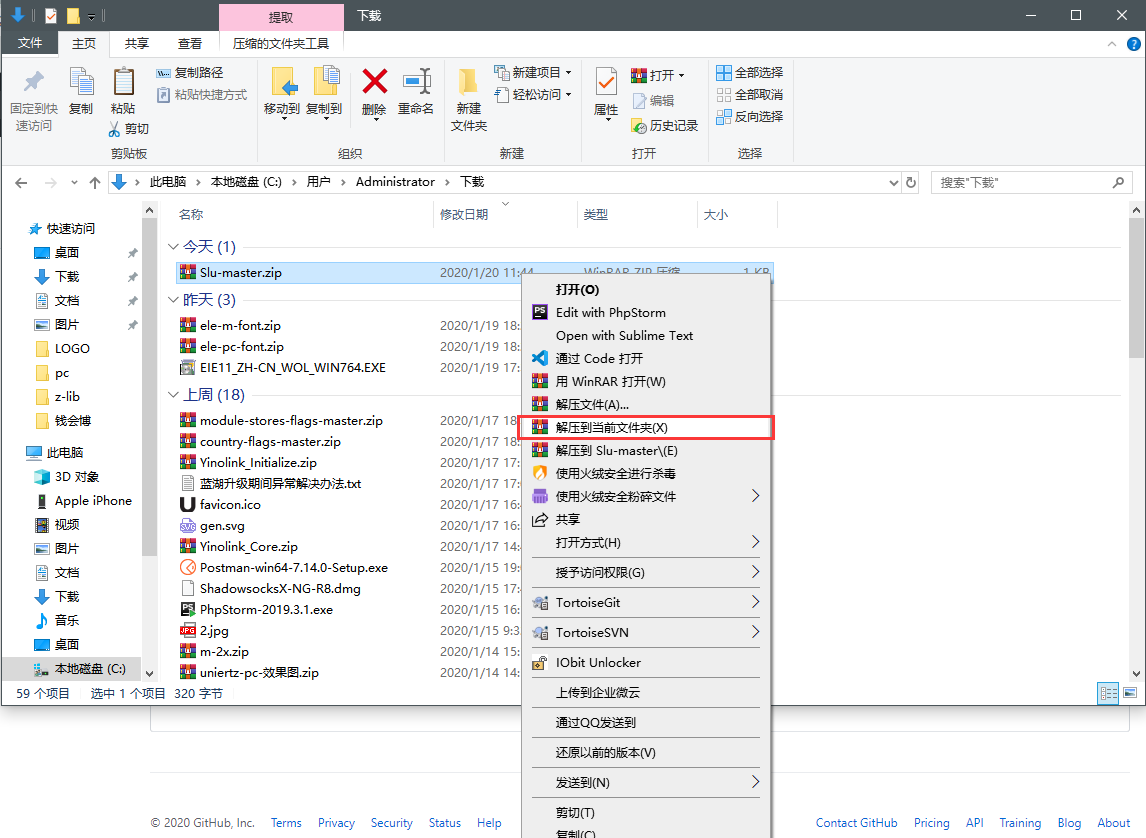 提取 下载
文件 主页 共享 查看 压缩的文件夹工具
固定到快
速访问
复制
粘贴
复制路径
粘贴快捷方式
剪切
剪贴板
移动到 复制到 删除 重命名
组织
新建
文件夹
新建项目
轻松访问
新建
属性
打开
编辑
历史记录
打开
全部选择
全部取消
反向选择
选择
此电脑 本地磁盘 (C:) 用户 Administrator 下载
搜索"下载"
名称 修改日期 类型 大小
快速访问
桌面
下载
文档
图片
LOGO
pc
z-lib
钱会博
此电脑
3D 对象
Apple iPhone
视频
图片
文档
下载
音乐
桌面
本地磁盘 (C:)
今天 (1)
Slu-master.zip 2020/1/20 11:44 WinRAR ZIP 压缩 1 KB
昨天 (3)
ele-m-font.zip 2020/1/19 18:
ele-pc-font.zip 2020/1/19 18:
EIE11_ZH-CN_WOL_WIN764.EXE 2020/1/19 17:
上周 (18)
module-stores-flags-master.zip 2020/1/17 18:
country-flags-master.zip 2020/1/17 18:
Yinolink_Initialize.zip 2020/1/17 17:
蓝湖升级期间异常解决办法.txt 2020/1/17 17:
favicon.ico 2020/1/17 16:
gen.svg 2020/1/17 16:
Yinolink_Core.zip 2020/1/17 14:
Postman-win64-7.14.0-Setup.exe 2020/1/15 19:
ShadowsocksX-NG-R8.dmg 2020/1/15 17:
PhpStorm-2019.3.1.exe 2020/1/15 16:
2.jpg 2020/1/15 9:3
m-2x.zip 2020/1/14 15:
uniertz-pc-效果图.zip 2020/1/14 14:
打开(O)
Edit with PhpStorm
Open with Sublime Text
通过 Code 打开
用 WinRAR 打开(W)
解压文件(A)...
解压到当前文件夹(X)
解压到 Slu-master\(E)
使用火绒安全进行杀毒
使用火绒安全粉碎文件
共享
打开方式(H)
授予访问权限(G)
TortoiseGit
TortoiseSVN
IObit Unlocker
上传到企业微云
通过QQ发送到
还原以前的版本(V)
发送到(N)
剪切(T)
复制(C)
59 个项目 选中 1 个项目 320 字节
© 2020 GitHub, Inc. Terms Privacy Security Status Help Contact GitHub Pricing API Training Blog About